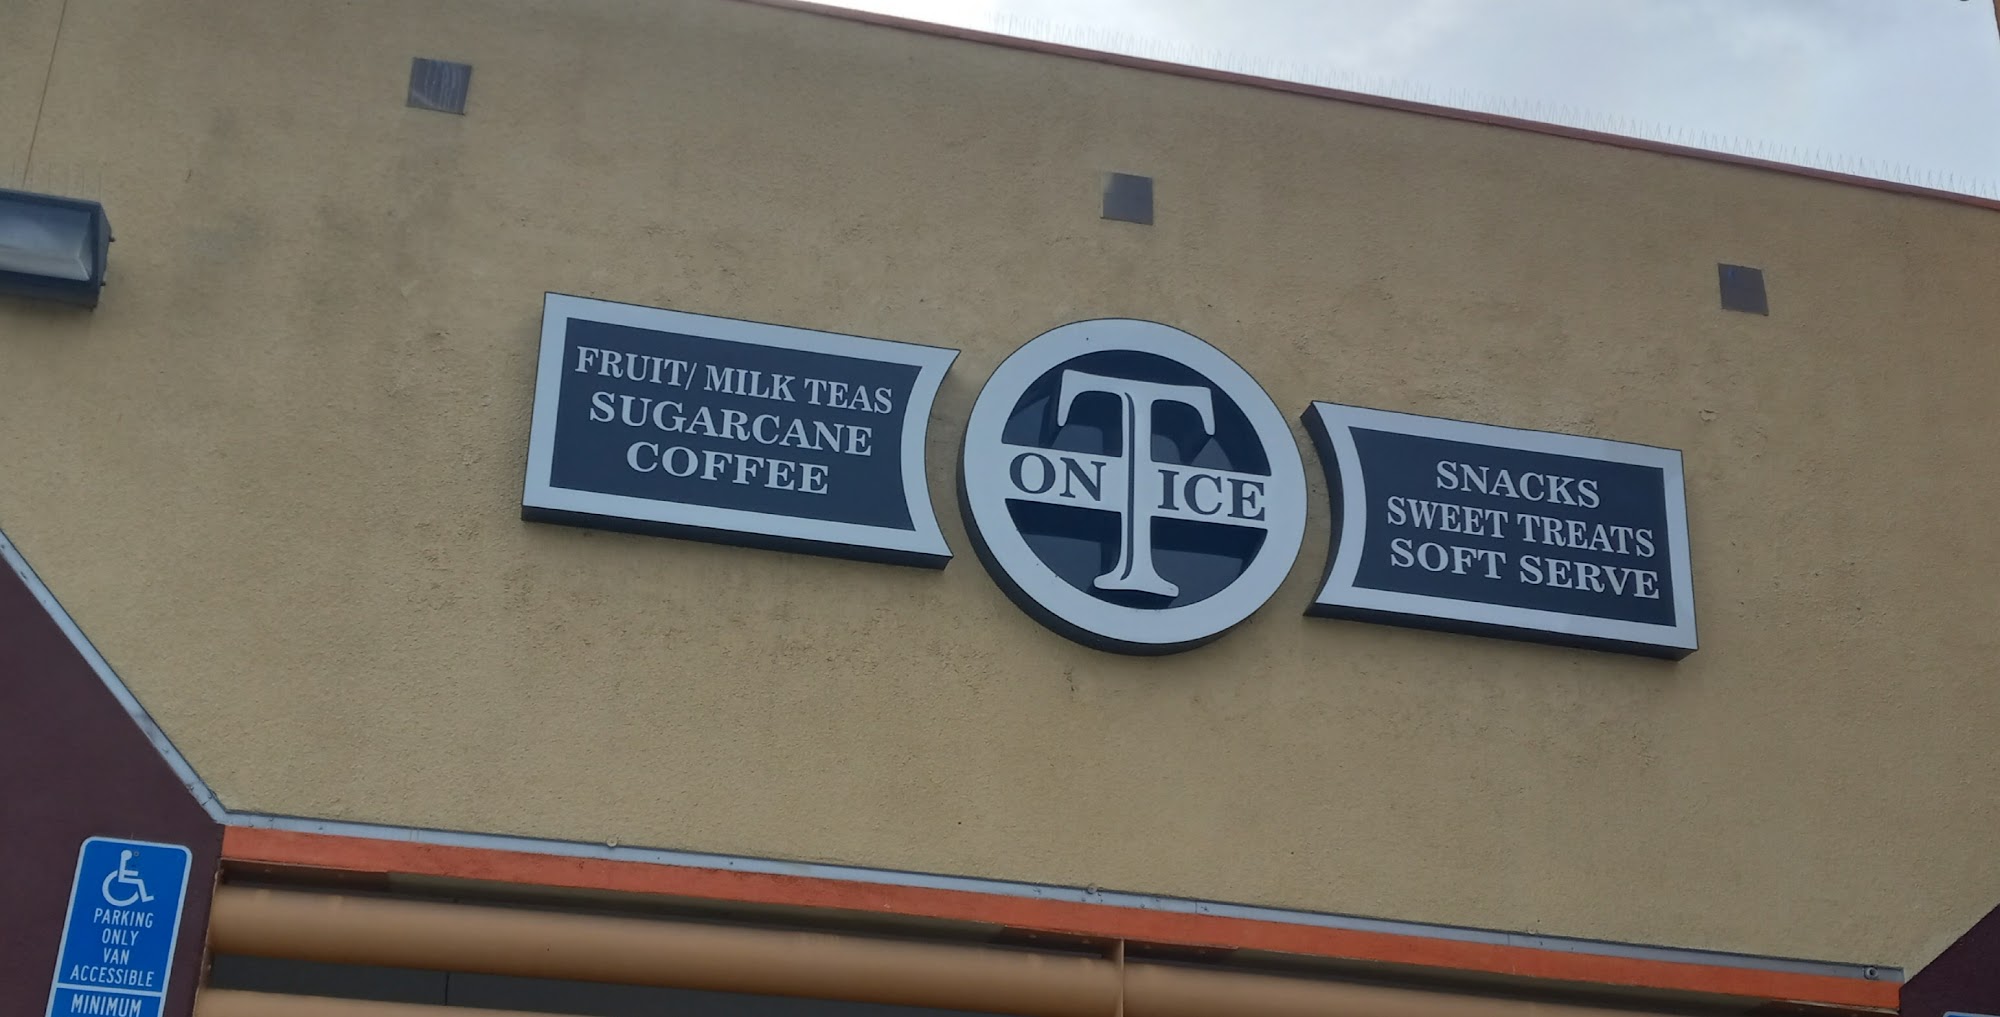 FRUIT/ MILK TEAS
SUGARCANE
COFFEE
T
ON ICE
SNACKS
SWEET TREATS
SOFT SERVE
PARKING
ONLY
VAN
ACCESSIBLE
MINIMUM